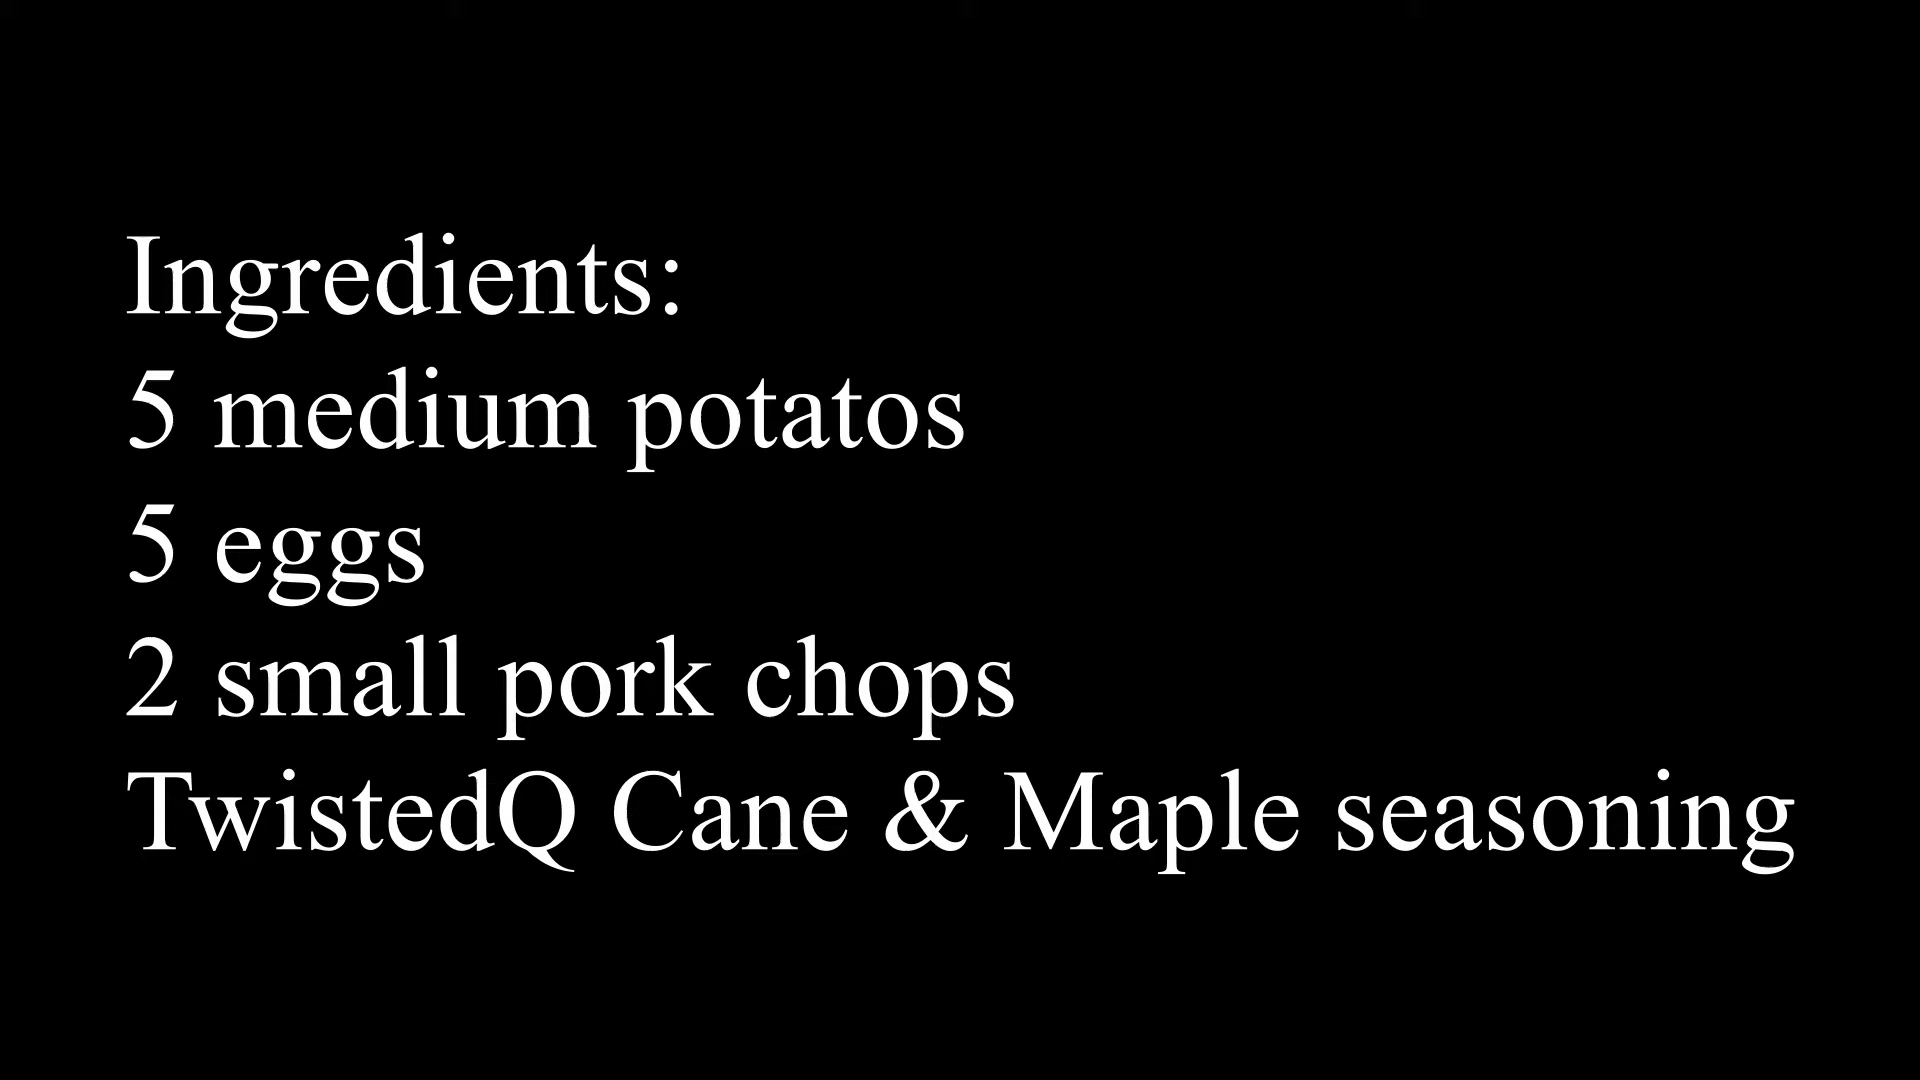 Ingredients:
5 medium potatos
5 eggs
2 small pork chops
TwistedQ Cane & Maple seasoning